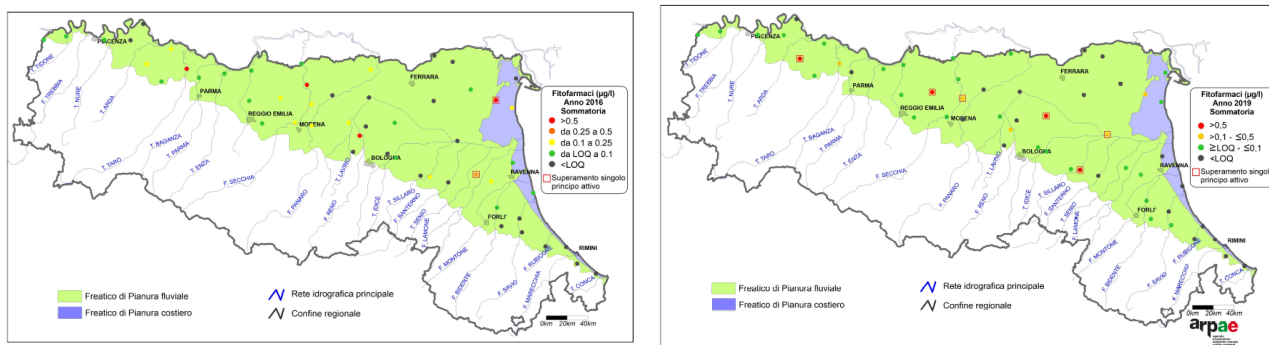 PIACENZA
T. TIDONE
F. TREBBIA
T. NURE
T. ARDA
PARMA
REGGIO EMILIA
MODENA
FERRARA
BOLOGNA
RAVENNA
FORLI'
RIMINI
T. TARO
T. BAGANZA
T. PARMA
T. ENZA
F. SECCHIA
F. PANARO
F. RENO
T. LAVINO
T. IDICE
T. SILLARO
F. SANTERNO
T. SENIO
F. LAMONE
F. MONTONE
F. BIDENTE
F. SAVIO
F. RUBICONE
F. MARECCHIA
T. CONCA
Fitofarmaci (µg/l)
Anno 2016
Sommatoria
>0.5
da 0.25 a 0.5
da 0.1 a 0.25
da LOQ a 0.1
<LOQ
Superamento singolo
principo attivo
Freatico di Pianura fluviale
Freatico di Pianura costiero
Rete idrografica principale
Confine regionale
0km 20km 40km
PIACENZA
T. TIDONE
F. TREBBIA
T. NURE
T. ARDA
PARMA
REGGIO EMILIA
MODENA
FERRARA
BOLOGNA
RAVENNA
FORLI'
RIMINI
T. TARO
T. BAGANZA
T. PARMA
T. ENZA
F. SECCHIA
F. PANARO
F. RENO
T. LAVINO
T. IDICE
T. SILLARO
F. SANTERNO
T. SENIO
F. LAMONE
F. MONTONE
F. BIDENTE
F. SAVIO
F. RUBICONE
F. MARECCHIA
T. CONCA
Fitofarmaci (µg/l)
Anno 2019
Sommatoria
>0,5
>0,1 - ≤0,5
≥LOQ - ≤0,1
<LOQ
Superamento singolo
principo attivo
Freatico di Pianura fluviale
Freatico di Pianura costiero
Rete idrografica principale
Confine regionale
0km 20km 40km
arpae